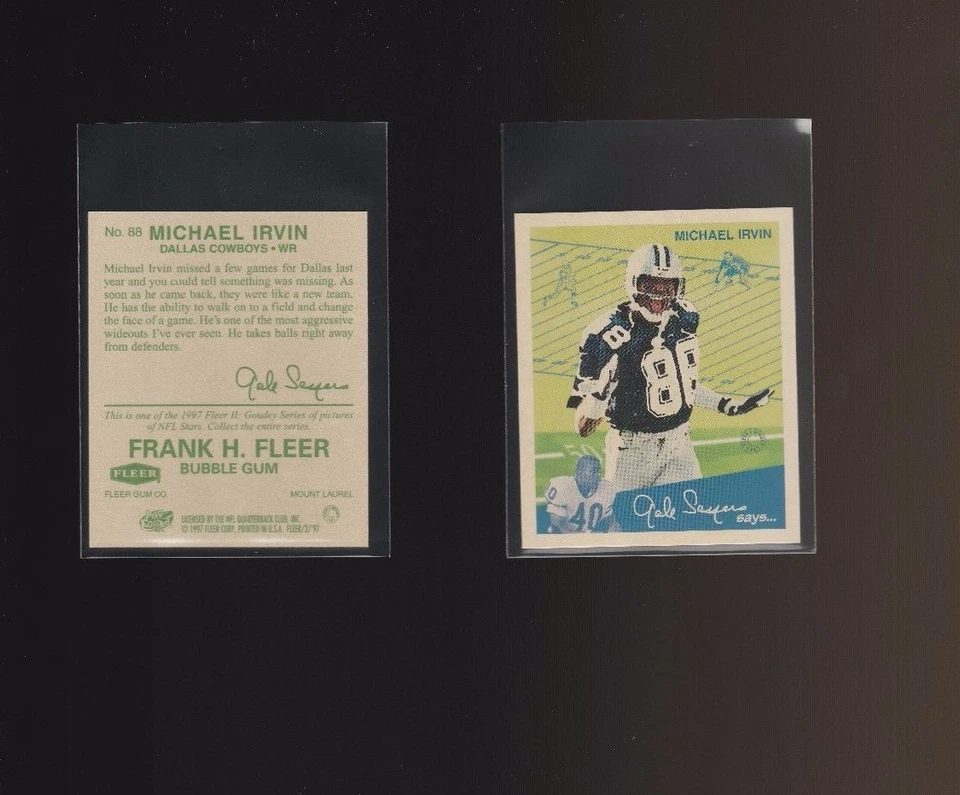 No. 88 MICHAEL IRVIN
DALLAS COWBOYS • WR
Michael Irvin missed a few games for Dallas last
year and you could tell something was missing. As
soon as he came back, they were like a new team.
He has the ability to walk on to a field and change
the face of a game. He's one of the most aggressive
wideouts I've ever seen. He takes balls right away
from defenders.
Gale Sayers
This is one of the 1997 Fleer II: Goudey Series of pictures
of NFL Stars. Collect the entire series.
FRANK H. FLEER
BUBBLE GUM
FLEER
FLEER GUM CO.
MOUNT LAUREL
LICENSED BY THE NFL QUARTERBACK CLUB, INC.
© 1997 FLEER CORP., PRINTED IN U.S.A. FLEER/2/'97
MICHAEL IRVIN
8
88
50
0
40
Gale Sayers
says...